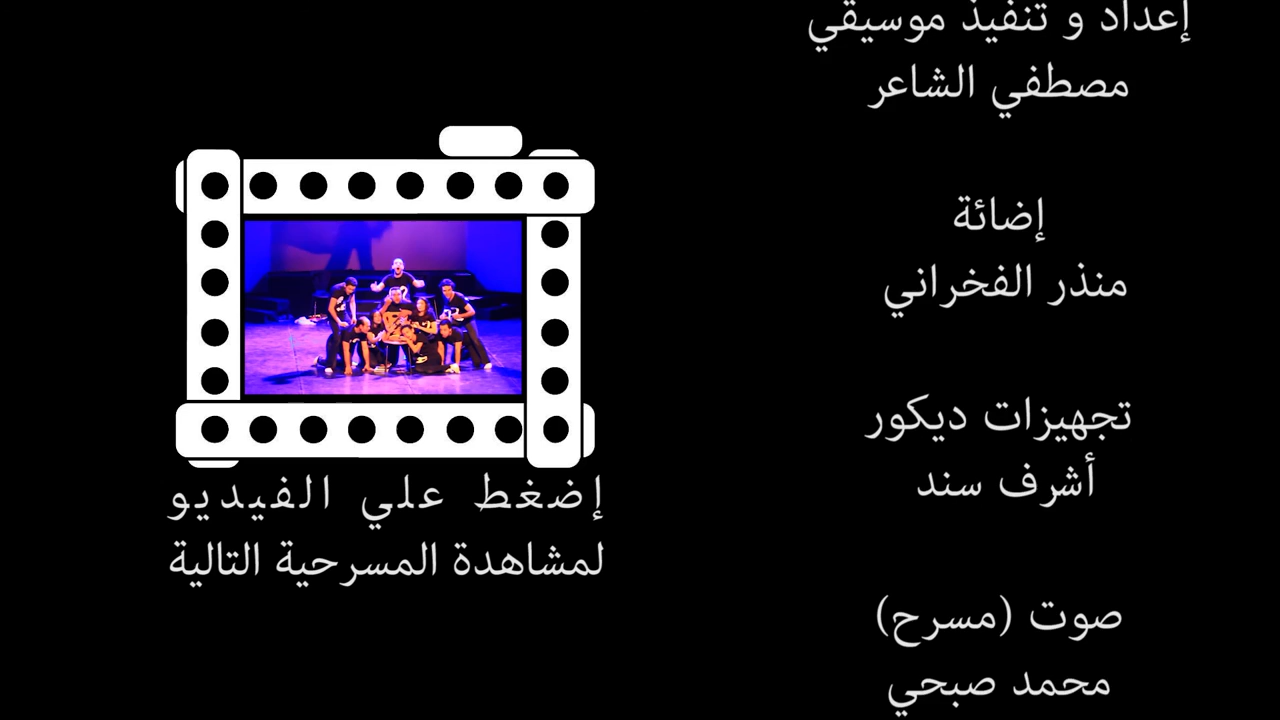 إعداد و تنفيذ موسيقي
مصطفي الشاعر
إضائة
منذر الفخراني
تجهيزات ديكور
أشرف سند
صوت (مسرح)
محمد صبحي
إضغط علي الفيديو
لمشاهدة المسرحية التالية